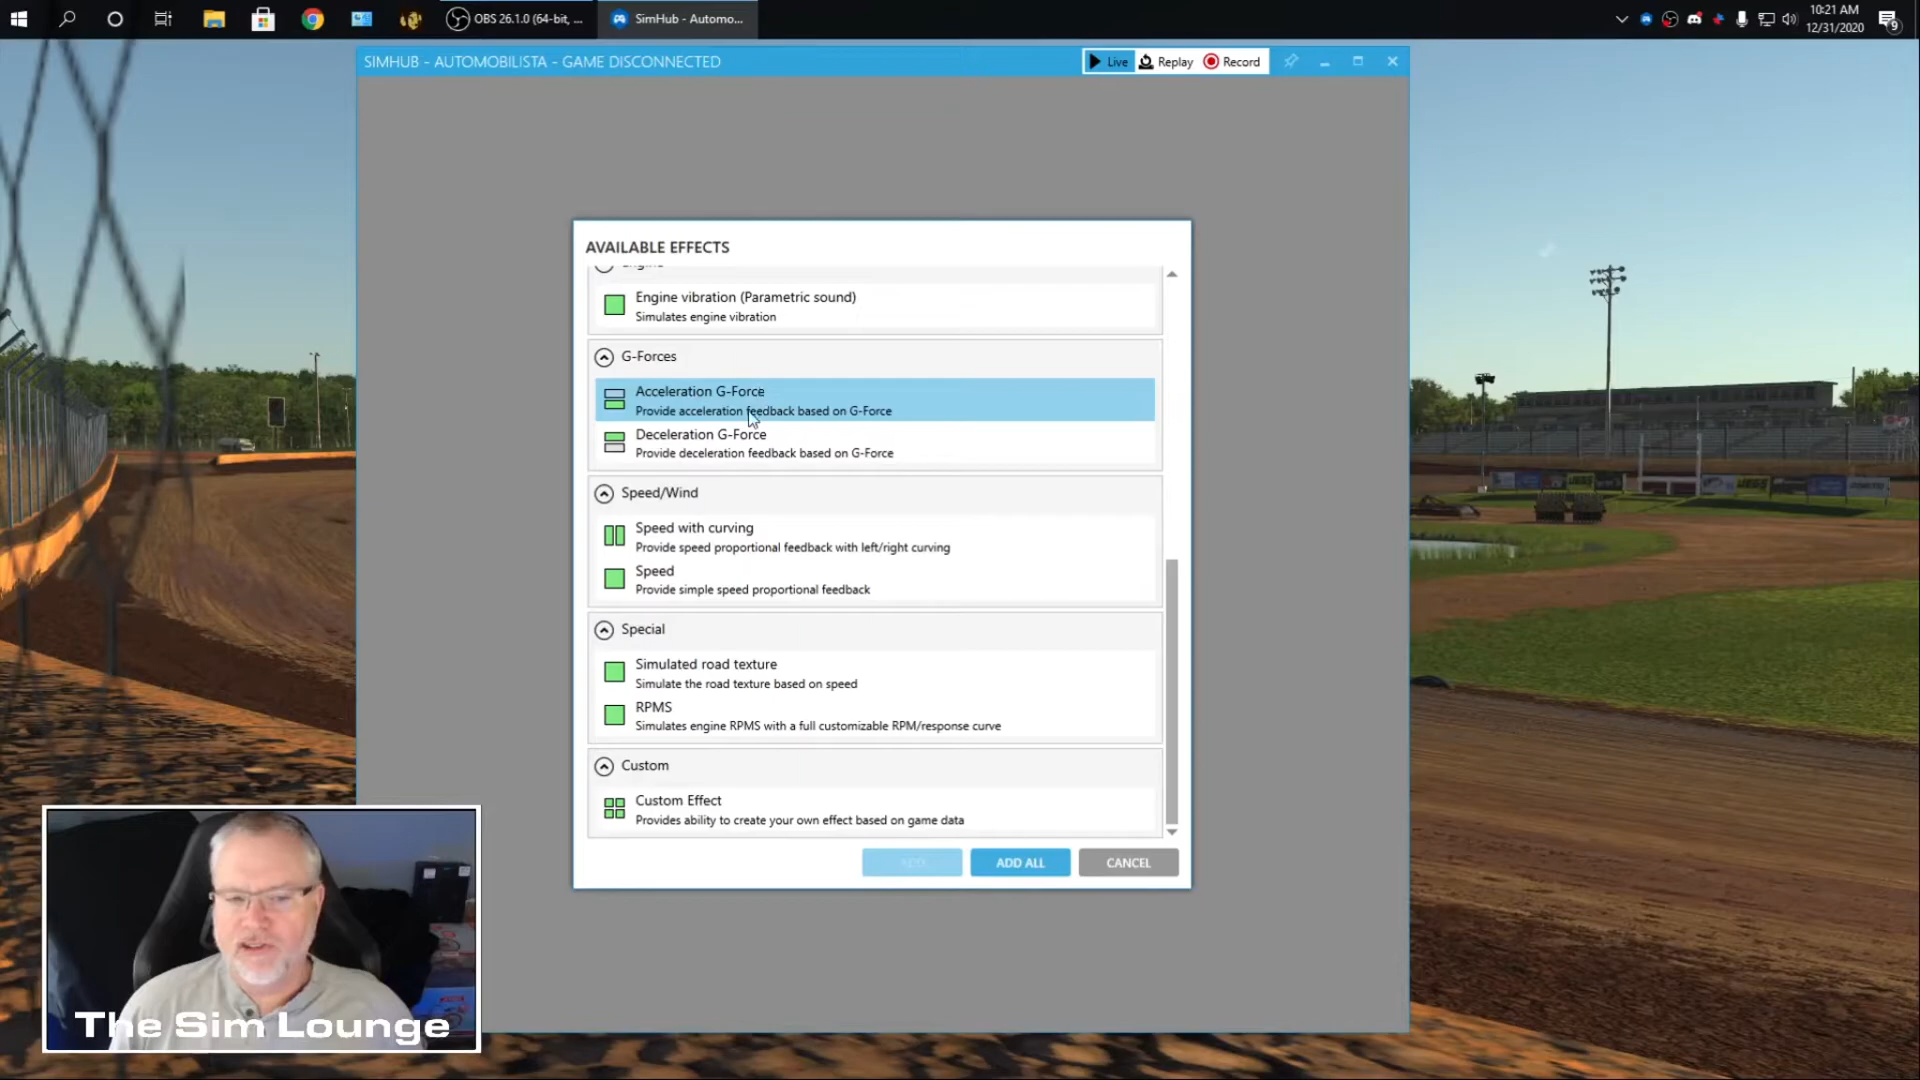 OBS 26.1.0 (64-bit, ...
SimHub - Automo...
10:21 AM
12/31/2020
9
SIMHUB - AUTOMOBILISTA - GAME DISCONNECTED
Live
Replay
Record
AVAILABLE EFFECTS
Engine
Engine vibration (Parametric sound)
Simulates engine vibration
G-Forces
Acceleration G-Force
Provide acceleration feedback based on G-Force
Deceleration G-Force
Provide deceleration feedback based on G-Force
Speed/Wind
Speed with curving
Provide speed proportional feedback with left/right curving
Speed
Provide simple speed proportional feedback
Special
Simulated road texture
Simulate the road texture based on speed
RPMS
Simulates engine RPMS with a full customizable RPM/response curve
Custom
Custom Effect
Provides ability to create your own effect based on game data
ADD
ADD ALL
CANCEL
The Sim Lounge